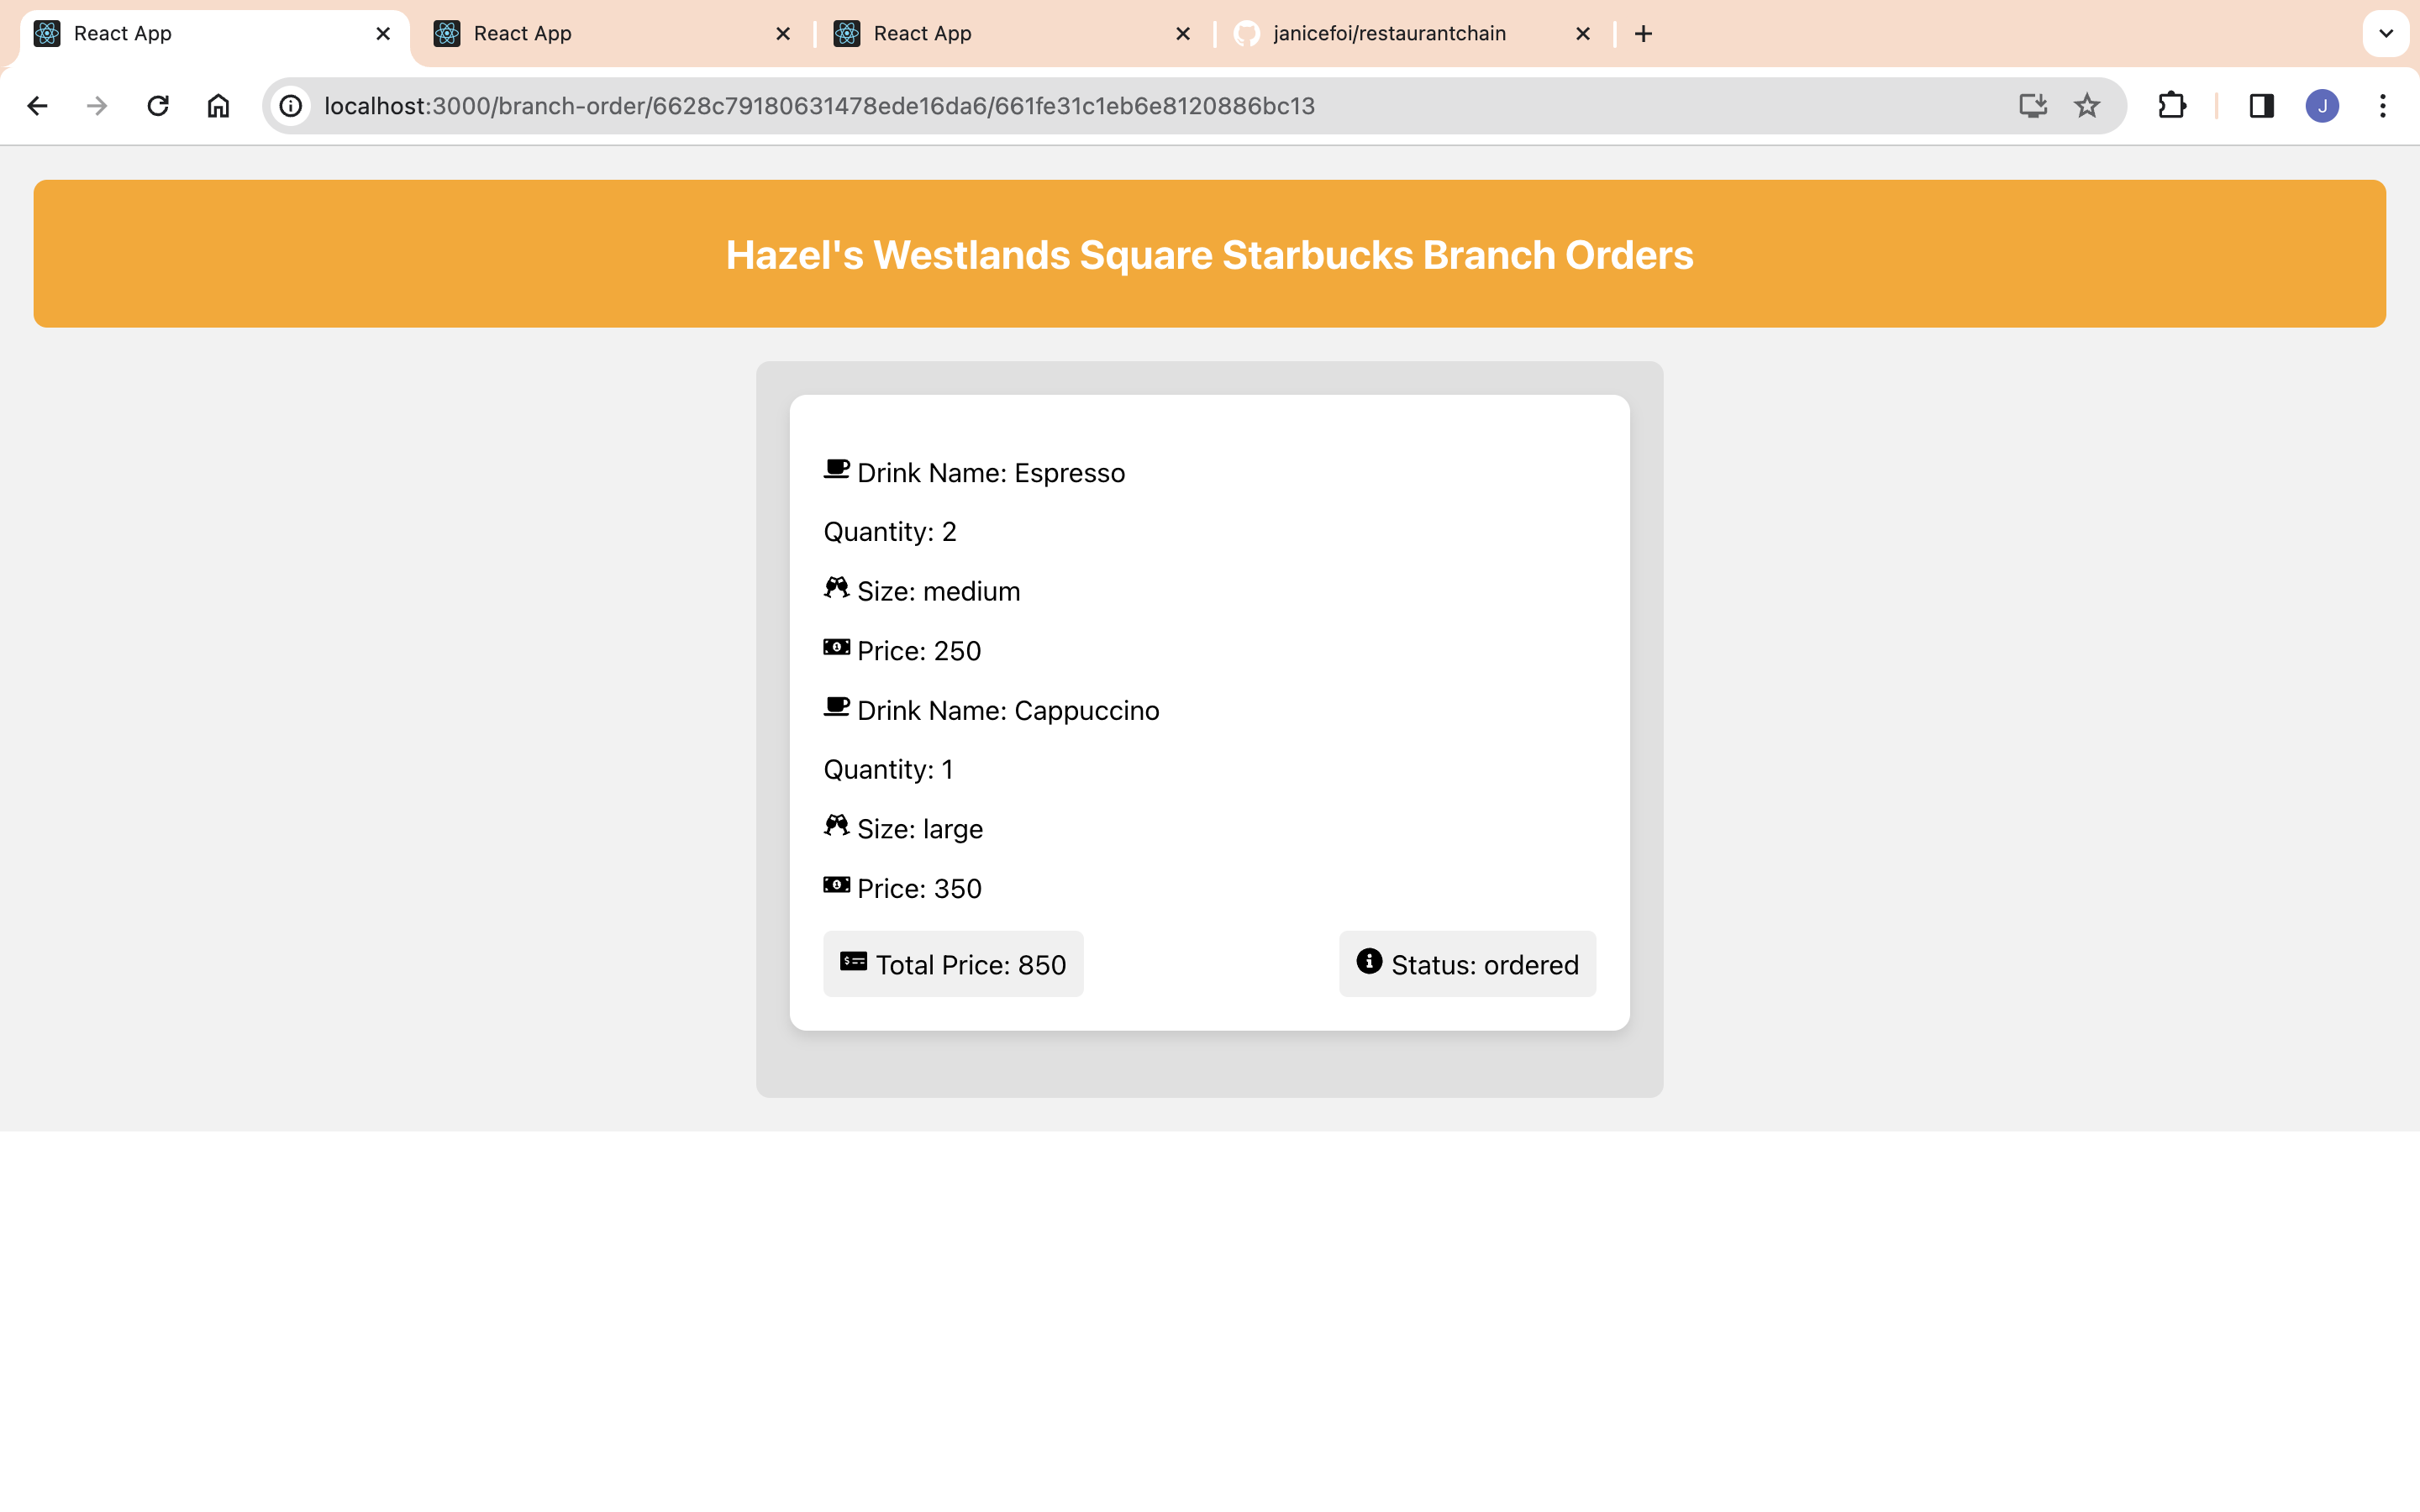 React App
React App
React App
janicefoi/restaurantchain
localhost:3000/branch-order/6628c79180631478ede16da6/661fe31c1eb6e8120886bc13
J
Hazel's Westlands Square Starbucks Branch Orders
Drink Name: Espresso
Quantity: 2
Size: medium
Price: 250
Drink Name: Cappuccino
Quantity: 1
Size: large
Price: 350
Total Price: 850
Status: ordered